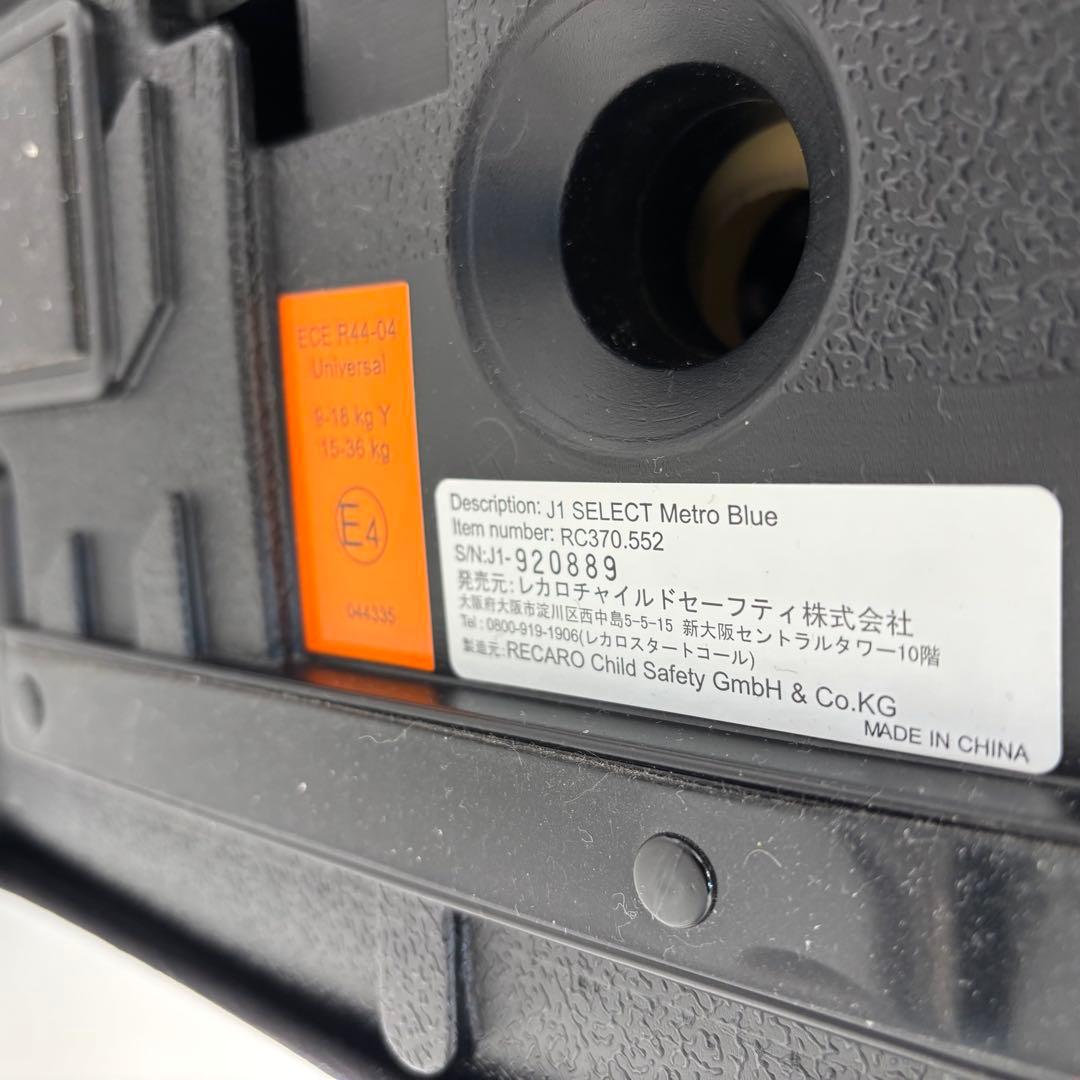 ECE R44-04
Universal
9-18 kg Y
15-36 kg
E4
044335
Description: J1 SELECT Metro Blue
Item number: RC370.552
S/N:J1-920889
発売元:レカロチャイルドセーフティ株式会社
大阪府大阪市淀川区西中島5-5-15 新大阪セントラルタワー10階
Tel : 0800-919-1906(レカロスタートコール)
製造元:RECARO Child Safety GmbH & Co.KG
MADE IN CHINA